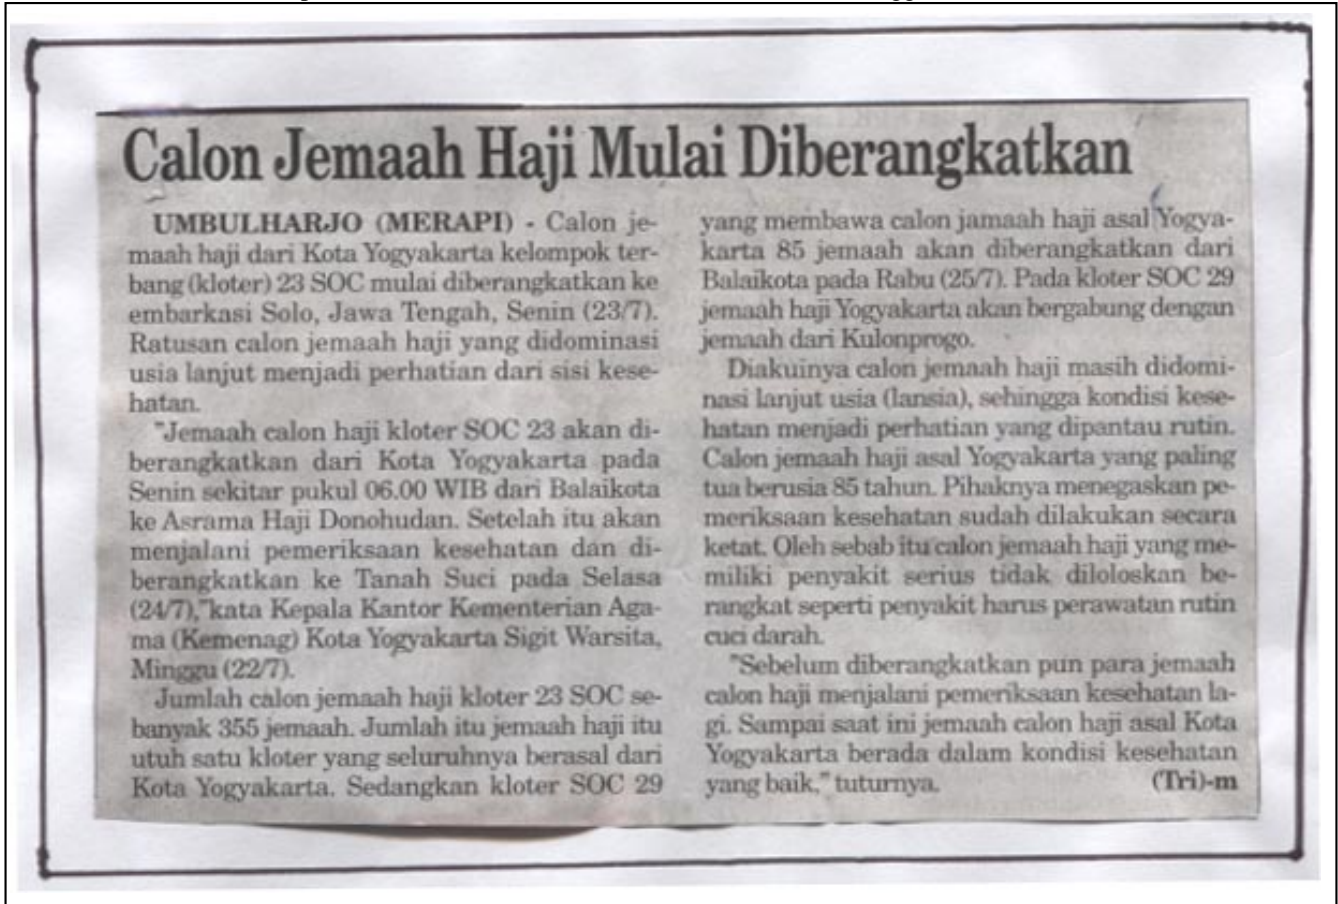 Calon Jemaah Haji Mulai Diberangkatkan
UMBULHARJO (MERAPI) - Calon je-
maah haji dari Kota Yogyakarta kelompok ter-
bang (kloter) 23 SOC mulai diberangkatkan ke
embarkasi Solo, Jawa Tengah, Senin (23/7).
Ratusan calon jemaah haji yang didominasi
usia lanjut menjadi perhatian dari sisi kese-
hatan.
"Jemaah calon haji kloter SOC 23 akan di-
berangkatkan dari Kota Yogyakarta pada
Senin sekitar pukul 06.00 WIB dari Balaikota
ke Asrama Haji Donohudan. Setelah itu akan
menjalani pemeriksaan kesehatan dan di-
berangkatkan ke Tanah Suci pada Selasa
(24/7),"kata Kepala Kantor Kementerian Aga-
ma (Kemenag) Kota Yogyakarta Sigit Warsita,
Minggu (22/7).
Jumlah calon jemaah haji kloter 23 SOC se-
banyak 355 jemaah. Jumlah itu jemaah haji itu
utuh satu kloter yang seluruhnya berasal dari
Kota Yogyakarta. Sedangkan kloter SOC 29
yang membawa calon jamaah haji asal Yogya-
karta 85 jemaah akan diberangkatkan dari
Balaikota pada Rabu (25/7). Pada kloter SOC 29
jemaah haji Yogyakarta akan bergabung dengan
jemaah dari Kulonprogo.
Diakuinya calon jemaah haji masih didomi-
nasi lanjut usia (lansia), sehingga kondisi kese-
hatan menjadi perhatian yang dipantau rutin.
Calon jemaah haji asal Yogyakarta yang paling
tua berusia 85 tahun. Pihaknya menegaskan pe-
meriksaan kesehatan sudah dilakukan secara
ketat. Oleh sebab itu calon jemaah haji yang me-
miliki penyakit serius tidak diloloskan be-
rangkat seperti penyakit harus perawatan rutin
cuci darah.
"Sebelum diberangkatkan pun para jemaah
calon haji menjalani pemeriksaan kesehatan la-
gi. Sampai saat ini jemaah calon haji asal Kota
Yogyakarta berada dalam kondisi kesehatan
yang baik," tuturnya. (Tri)-m